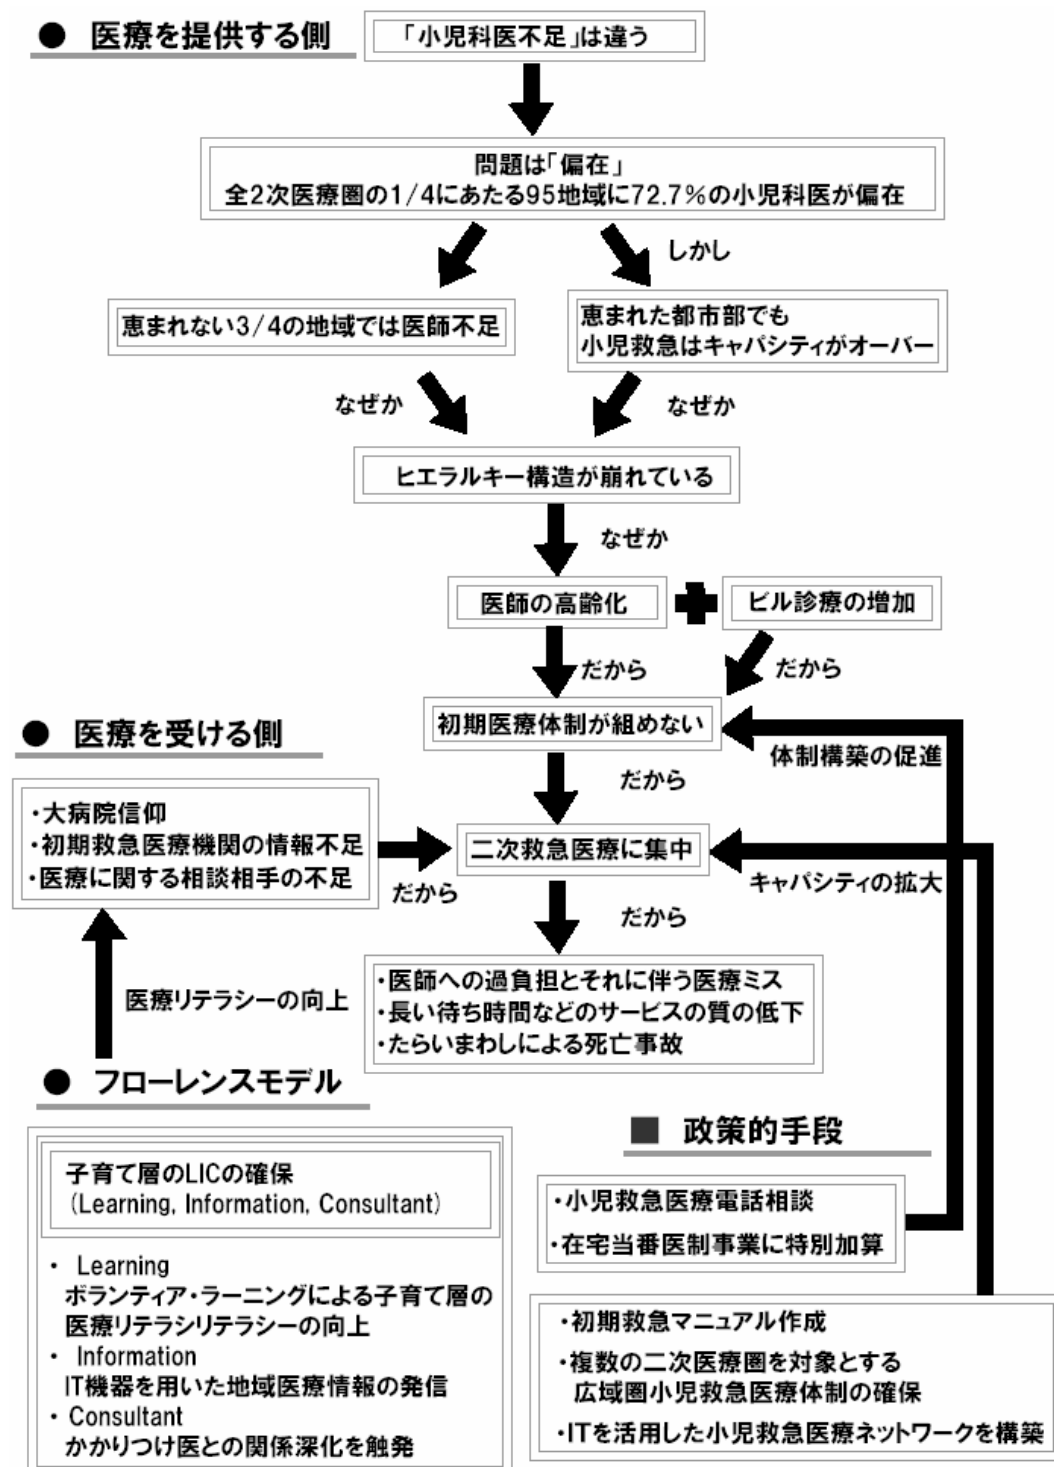 ● 医療を提供する側
「小児科医不足」は違う
問題は「偏在」
全2次医療圏の1/4にあたる95地域に72.7%の小児科医が偏在
しかし
恵まれない3/4の地域では医師不足
恵まれた都市部でも
小児救急はキャパシティがオーバー
なぜか
なぜか
ヒエラルキー構造が崩れている
なぜか
医師の高齢化
ビル診療の増加
だから
だから
初期医療体制が組めない
● 医療を受ける側
体制構築の促進
だから
・大病院信仰
・初期救急医療機関の情報不足
・医療に関する相談相手の不足
だから
二次救急医療に集中
キャパシティの拡大
だから
・医師への過負担とそれに伴う医療ミス
・長い待ち時間などのサービスの質の低下
・たらいまわしによる死亡事故
医療リテラシーの向上
● フローレンスモデル
子育て層のLICの確保
(Learning, Information, Consultant)
・ Learning
ボランティア・ラーニングによる子育て層の
医療リテラシリテラシーの向上
・ Information
IT機器を用いた地域医療情報の発信
・ Consultant
かかりつけ医との関係深化を触発
■ 政策的手段
・小児救急医療電話相談
・在宅当番医制事業に特別加算
・初期救急マニュアル作成
・複数の二次医療圏を対象とする
広域圏小児救急医療体制の確保
・ITを活用した小児救急医療ネットワークを構築